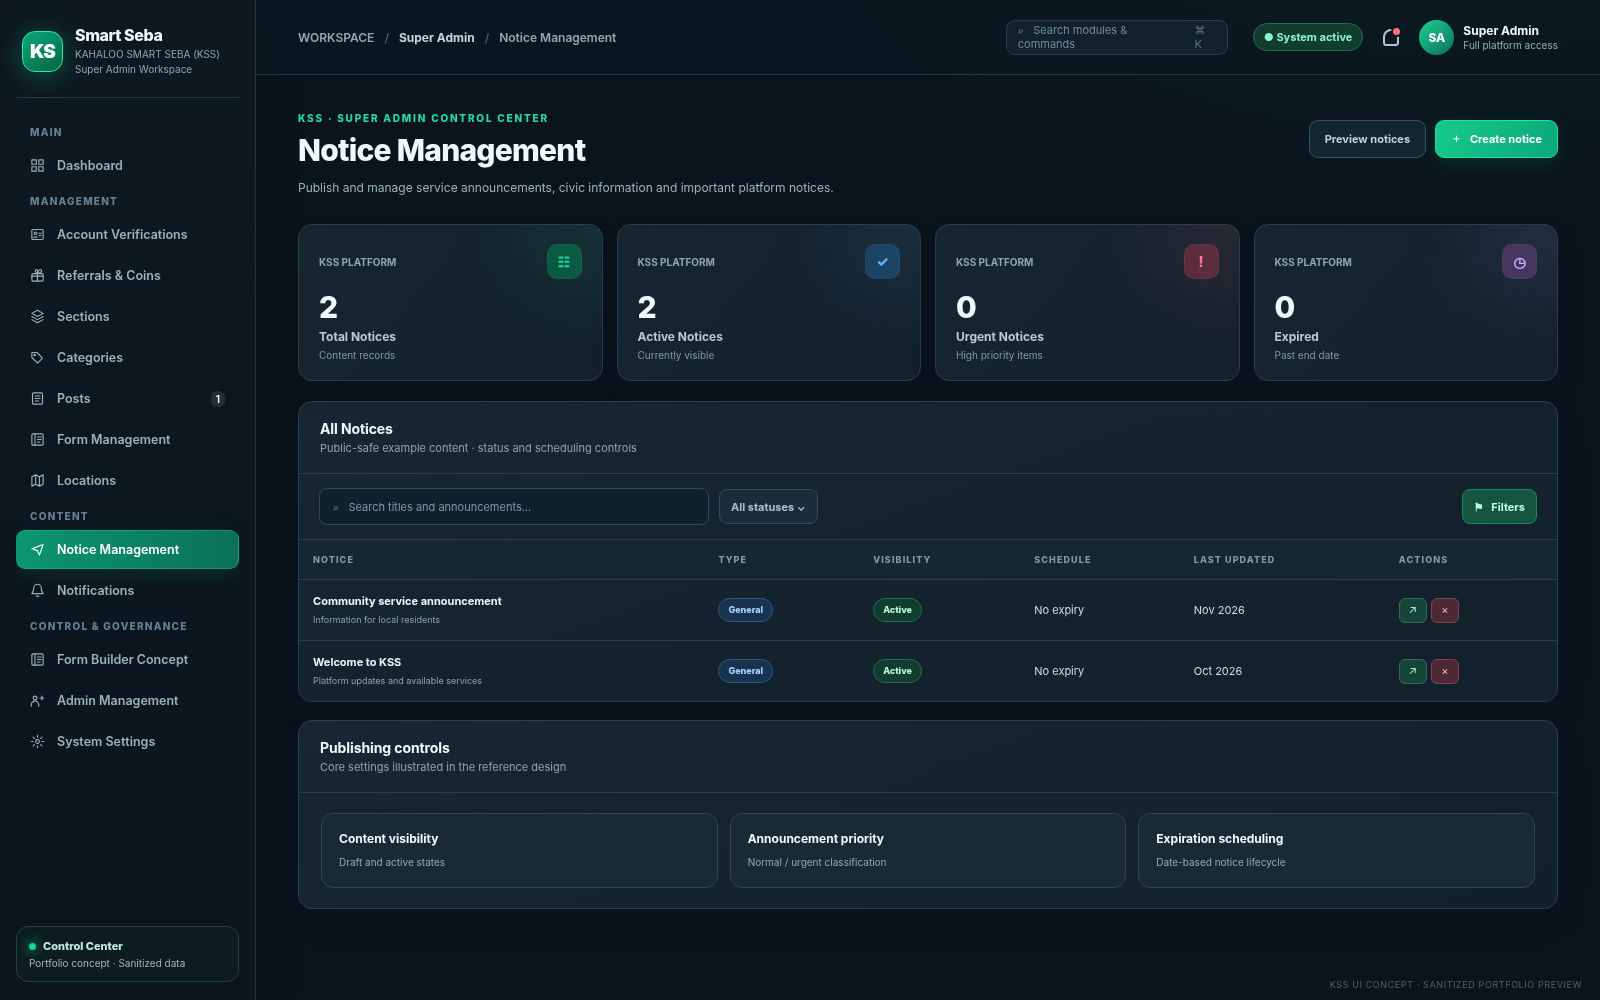 KS
Smart Seba
KAHALOO SMART SEBA (KSS)
Super Admin Workspace
MAIN
Dashboard
MANAGEMENT
Account Verifications
Referrals & Coins
Sections
Categories
Posts 1
Form Management
Locations
CONTENT
Notice Management
Notifications
CONTROL & GOVERNANCE
Form Builder Concept
Admin Management
System Settings
Control Center
Portfolio concept · Sanitized data
WORKSPACE / Super Admin / Notice Management
Search modules & commands
⌘ K
System active
SA
Super Admin
Full platform access
KSS · SUPER ADMIN CONTROL CENTER
Notice Management
Publish and manage service announcements, civic information and important platform notices.
Preview notices
+ Create notice
KSS PLATFORM
2
Total Notices
Content records
KSS PLATFORM
2
Active Notices
Currently visible
KSS PLATFORM
!
0
Urgent Notices
High priority items
KSS PLATFORM
0
Expired
Past end date
All Notices
Public-safe example content · status and scheduling controls
Search titles and announcements...
All statuses
Filters
NOTICE TYPE VISIBILITY SCHEDULE LAST UPDATED ACTIONS
Community service announcement
Information for local residents
General Active No expiry Nov 2026
Welcome to KSS
Platform updates and available services
General Active No expiry Oct 2026
Publishing controls
Core settings illustrated in the reference design
Content visibility
Draft and active states
Announcement priority
Normal / urgent classification
Expiration scheduling
Date-based notice lifecycle
KSS UI CONCEPT · SANITIZED PORTFOLIO PREVIEW